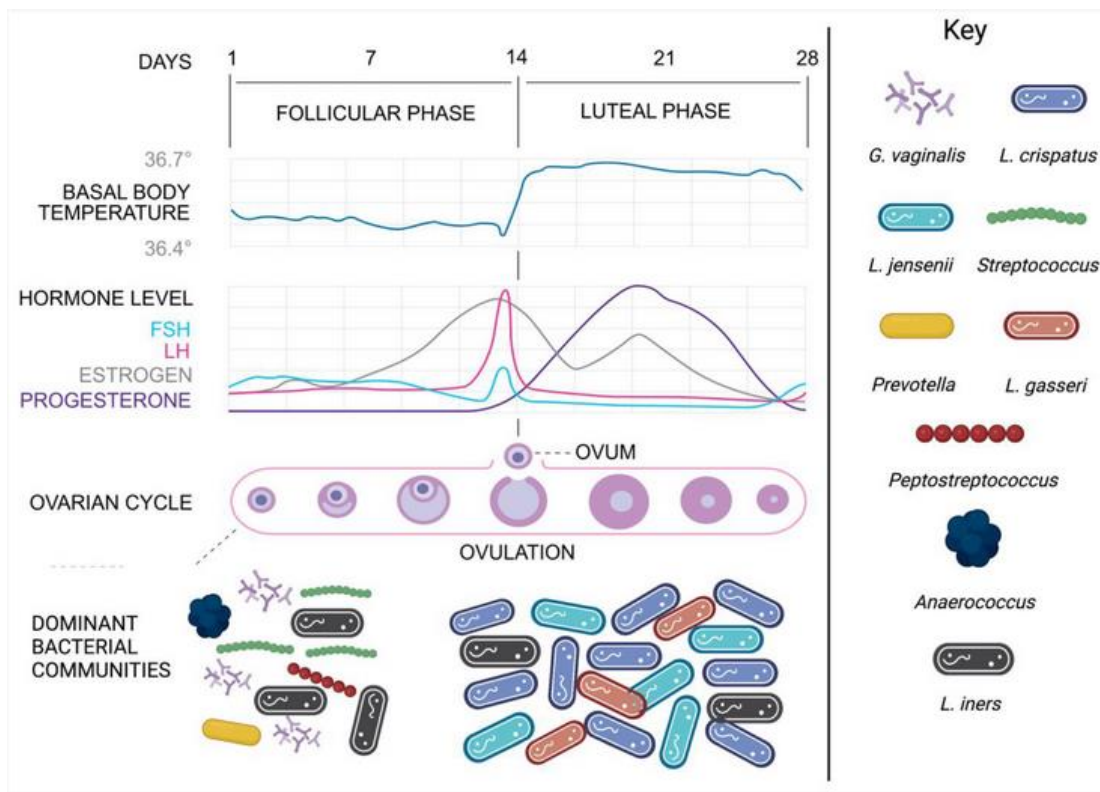 Key
DAYS 1 7 14 21 28
FOLLICULAR PHASE LUTEAL PHASE
36.7°
BASAL BODY
TEMPERATURE
36.4°
HORMONE LEVEL
FSH
LH
ESTROGEN
PROGESTERONE
OVUM
OVARIAN CYCLE
OVULATION
DOMINANT
BACTERIAL
COMMUNITIES
G. vaginalis L. crispatus
L. jensenii Streptococcus
Prevotella L. gasseri
Peptostreptococcus
Anaerococcus
L. iners